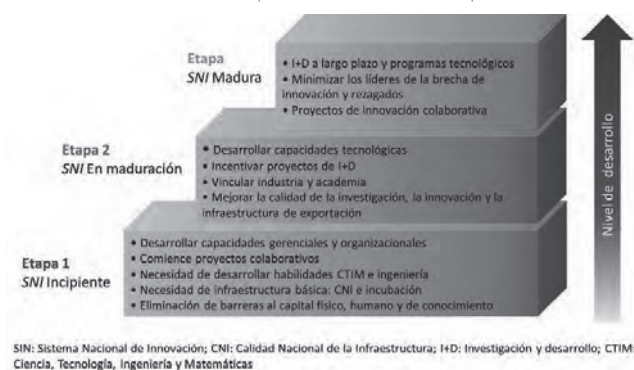 Etapa
SNI Madura
• I+D a largo plazo y programas tecnológicos
• Minimizar los líderes de la brecha de
innovación y rezagados
• Proyectos de innovación colaborativa
Etapa 2
SNI En maduración
• Desarrollar capacidades tecnológicas
• Incentivar proyectos de I+D
• Vincular industria y academia
• Mejorar la calidad de la investigación, la innovación y la
infraestructura de exportación
Etapa 1
SNI Incipiente
• Desarrollar capacidades gerenciales y organizacionales
• Comience proyectos colaborativos
• Necesidad de desarrollar habilidades CTIM e ingeniería
• Necesidad de infraestructura básica: CNI e incubación
• Eliminación de barreras al capital físico, humano y de conocimiento
Nivel de desarrollo
SIN: Sistema Nacional de Innovación; CNI: Calidad Nacional de la Infraestructura; I+D: Investigación y desarrollo; CTIM:
Ciencia, Tecnología, Ingeniería y Matemáticas